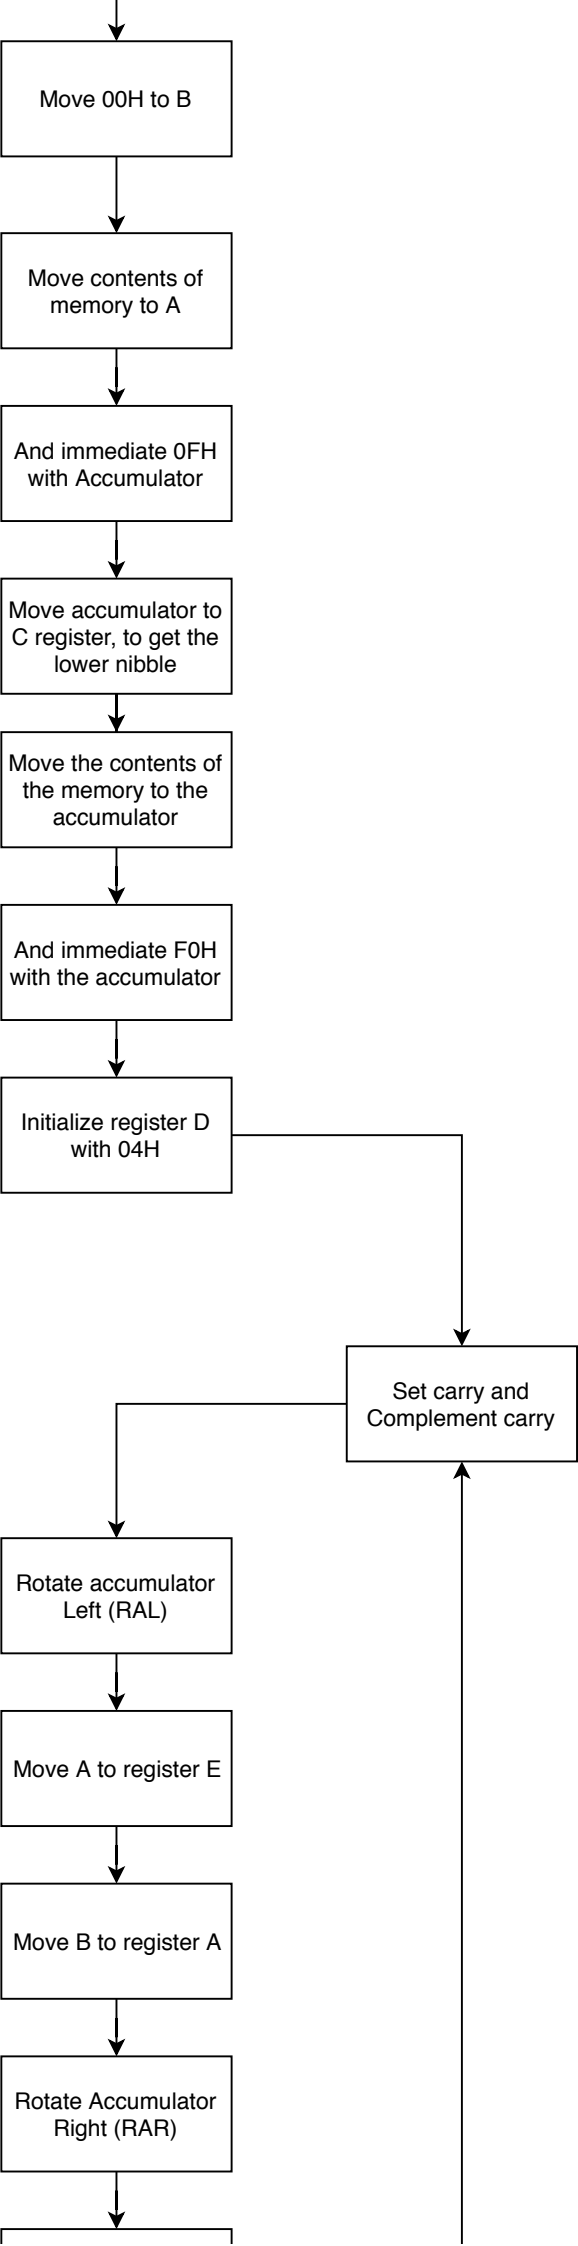 Move 00H to B
Move contents of
memory to A
And immediate 0FH
with Accumulator
Move accumulator to
C register, to get the
lower nibble
Move the contents of
the memory to the
accumulator
And immediate F0H
with the accumulator
Initialize register D
with 04H
Set carry and
Complement carry
Rotate accumulator
Left (RAL)
Move A to register E
Move B to register A
Rotate Accumulator
Right (RAR)